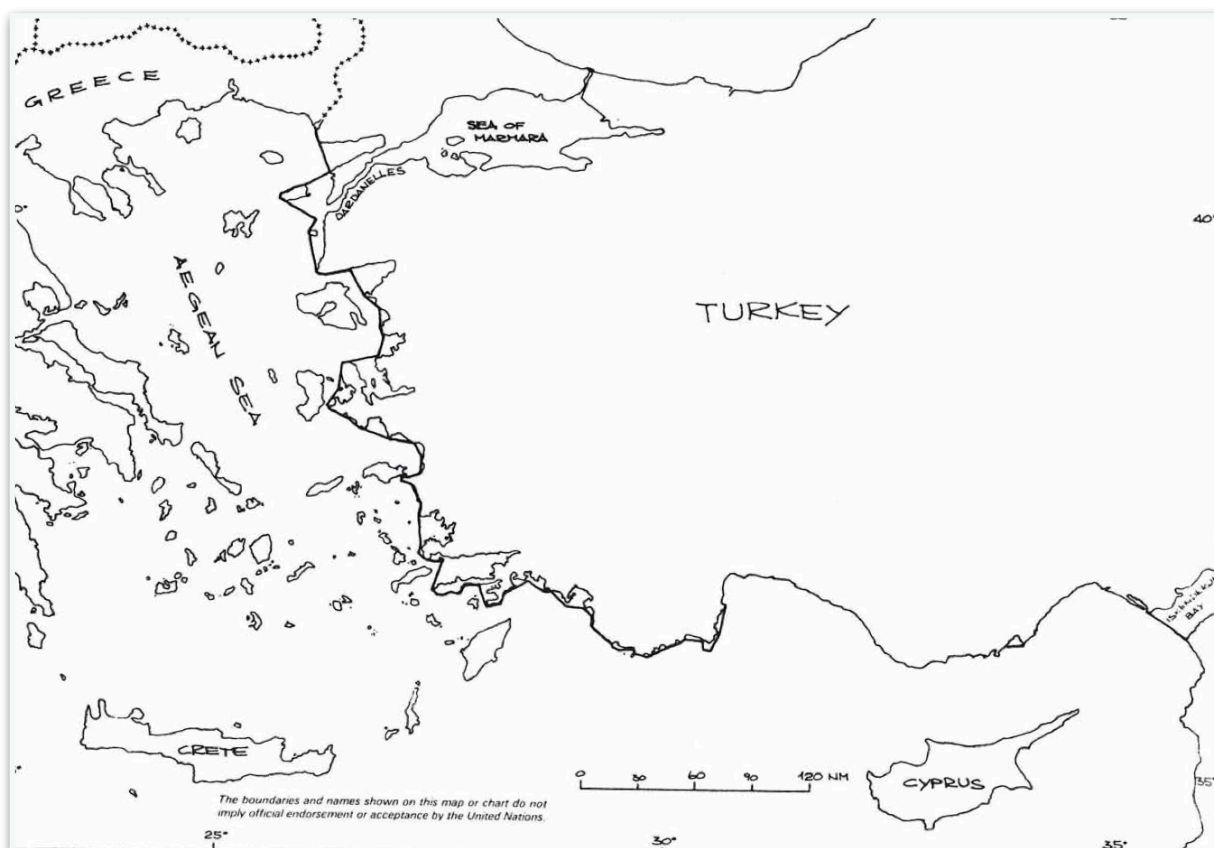 GREECE
SEA OF
MARMARA
DARDANELLES
0°
40°
AEGEAN SEA
TURKEY
BAY
CRETE
0 30 60 90 120 NM
CYPRUS
35°
The boundaries and names shown on this map or chart do not
imply official endorsement or acceptance by the United Nations.
25°
30°
35°